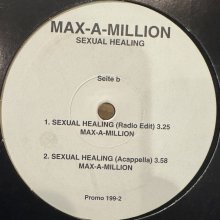 MAX-A-MILLION
SEXUAL HEALING
Seite b
1. SEXUAL HEALING (Radio Edit) 3.25
MAX-A-MILLION
2. SEXUAL HEALING (Acappella) 3.58
MAX-A-MILLION
Promo 199-2